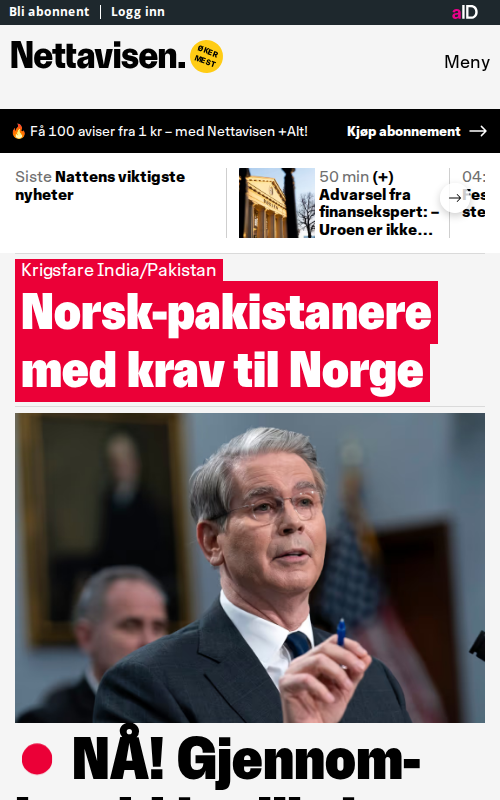 Bli abonnent | Logg inn
aID
Nettavisen.
ØKER
MEST
Meny
🔥 Få 100 aviser fra 1 kr – med Nettavisen +Alt!
Kjøp abonnement →
Siste Nattens viktigste
nyheter
50 min (+)
Advarsel fra
finansekspert: –
Uroen er ikke...
04:
Fes
ste
Krigsfare India/Pakistan
Norsk-pakistanere
med krav til Norge
NÅ! Gjennom-